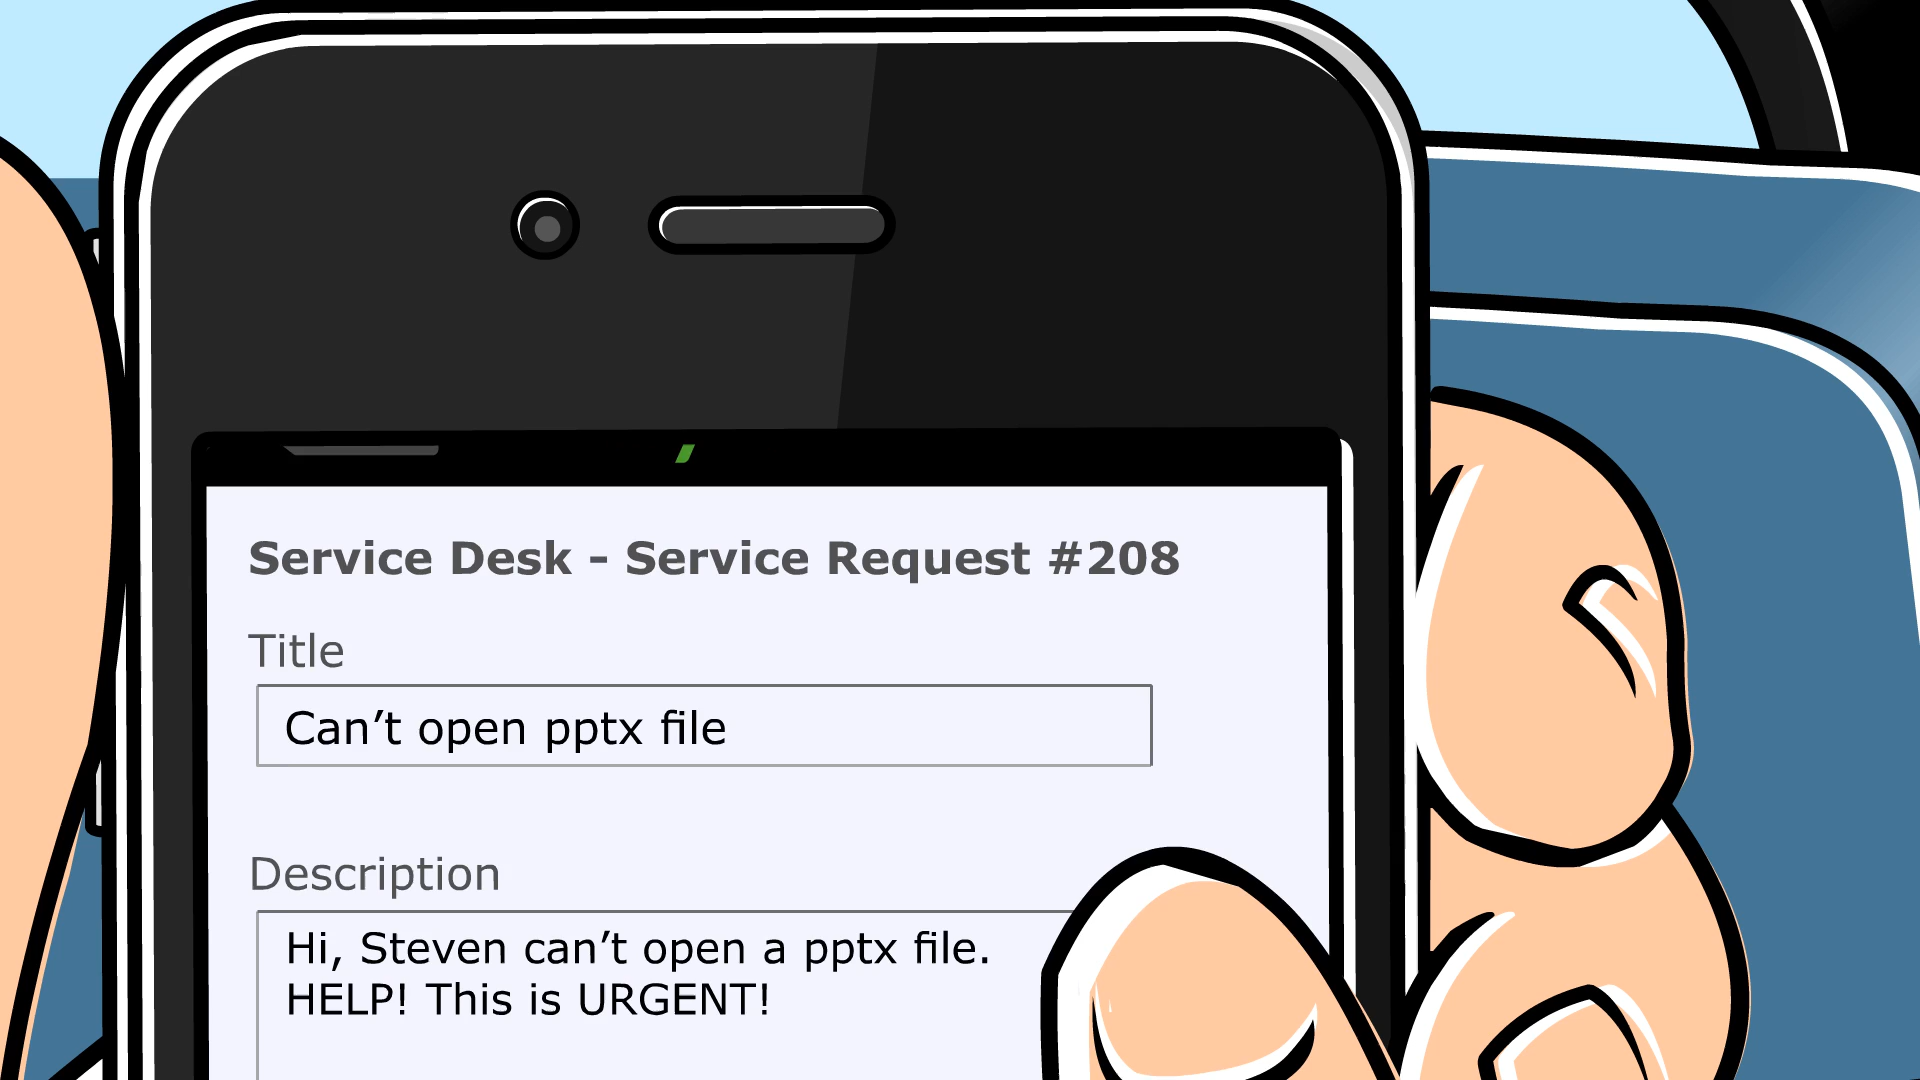 Service Desk - Service Request #208
Title
Can’t open pptx file
Description
Hi, Steven can’t open a pptx file.
HELP! This is URGENT!